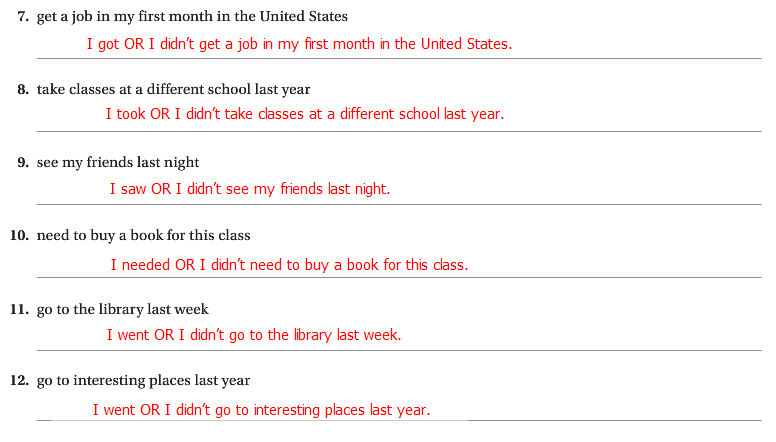 7. get a job in my first month in the United States
I got OR I didn't get a job in my first month in the United States.
8. take classes at a different school last year
I took OR I didn't take classes at a different school last year.
9. see my friends last night
I saw OR I didn't see my friends last night.
10. need to buy a book for this class
I needed OR I didn't need to buy a book for this class.
11. go to the library last week
I went OR I didn't go to the library last week.
12. go to interesting places last year
I went OR I didn't go to interesting places last year.